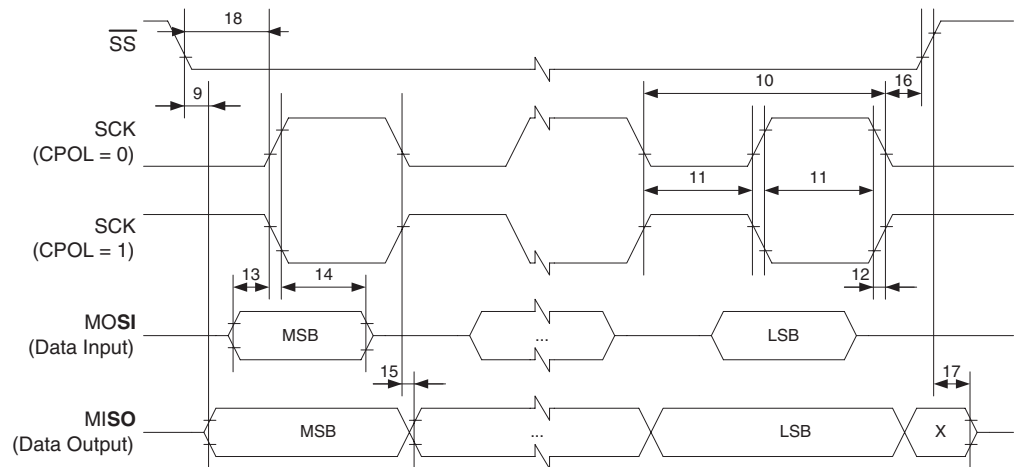 18
SS
10
16
9
SCK
(CPOL = 0)
11
11
SCK
(CPOL = 1)
13
14
12
MOSI
(Data Input)
MSB
...
LSB
15
17
MISO
(Data Output)
MSB
...
LSB
X